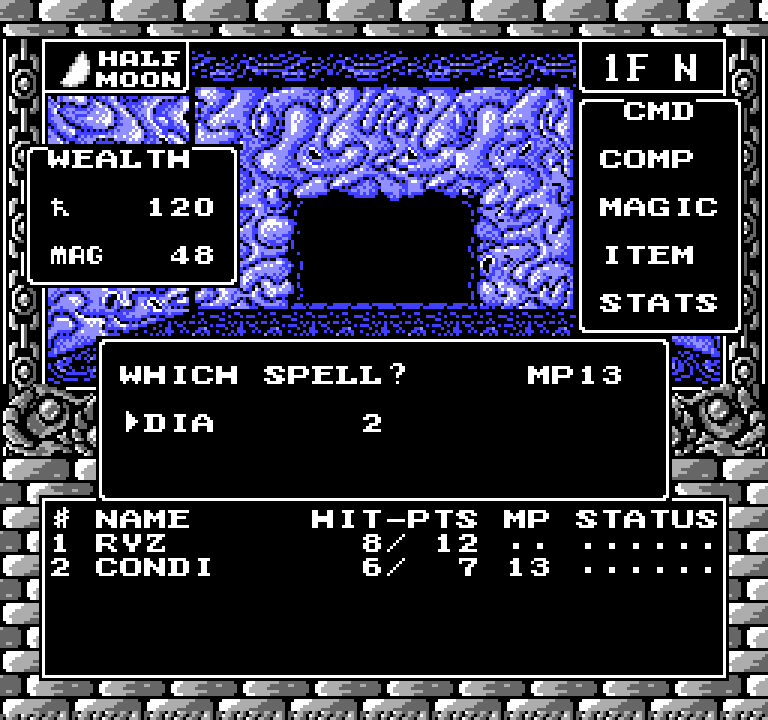 HALF
MOON
1F N
CMD
COMP
MAGIC
ITEM
STATS
WEALTH
ħ 120
MAG 48
WHICH SPELL? MP13
▶DIA 2
# NAME HIT-PTS MP STATUS
1 RYZ 8/ 12 .. ......
2 CONDI 6/ 7 13 ......